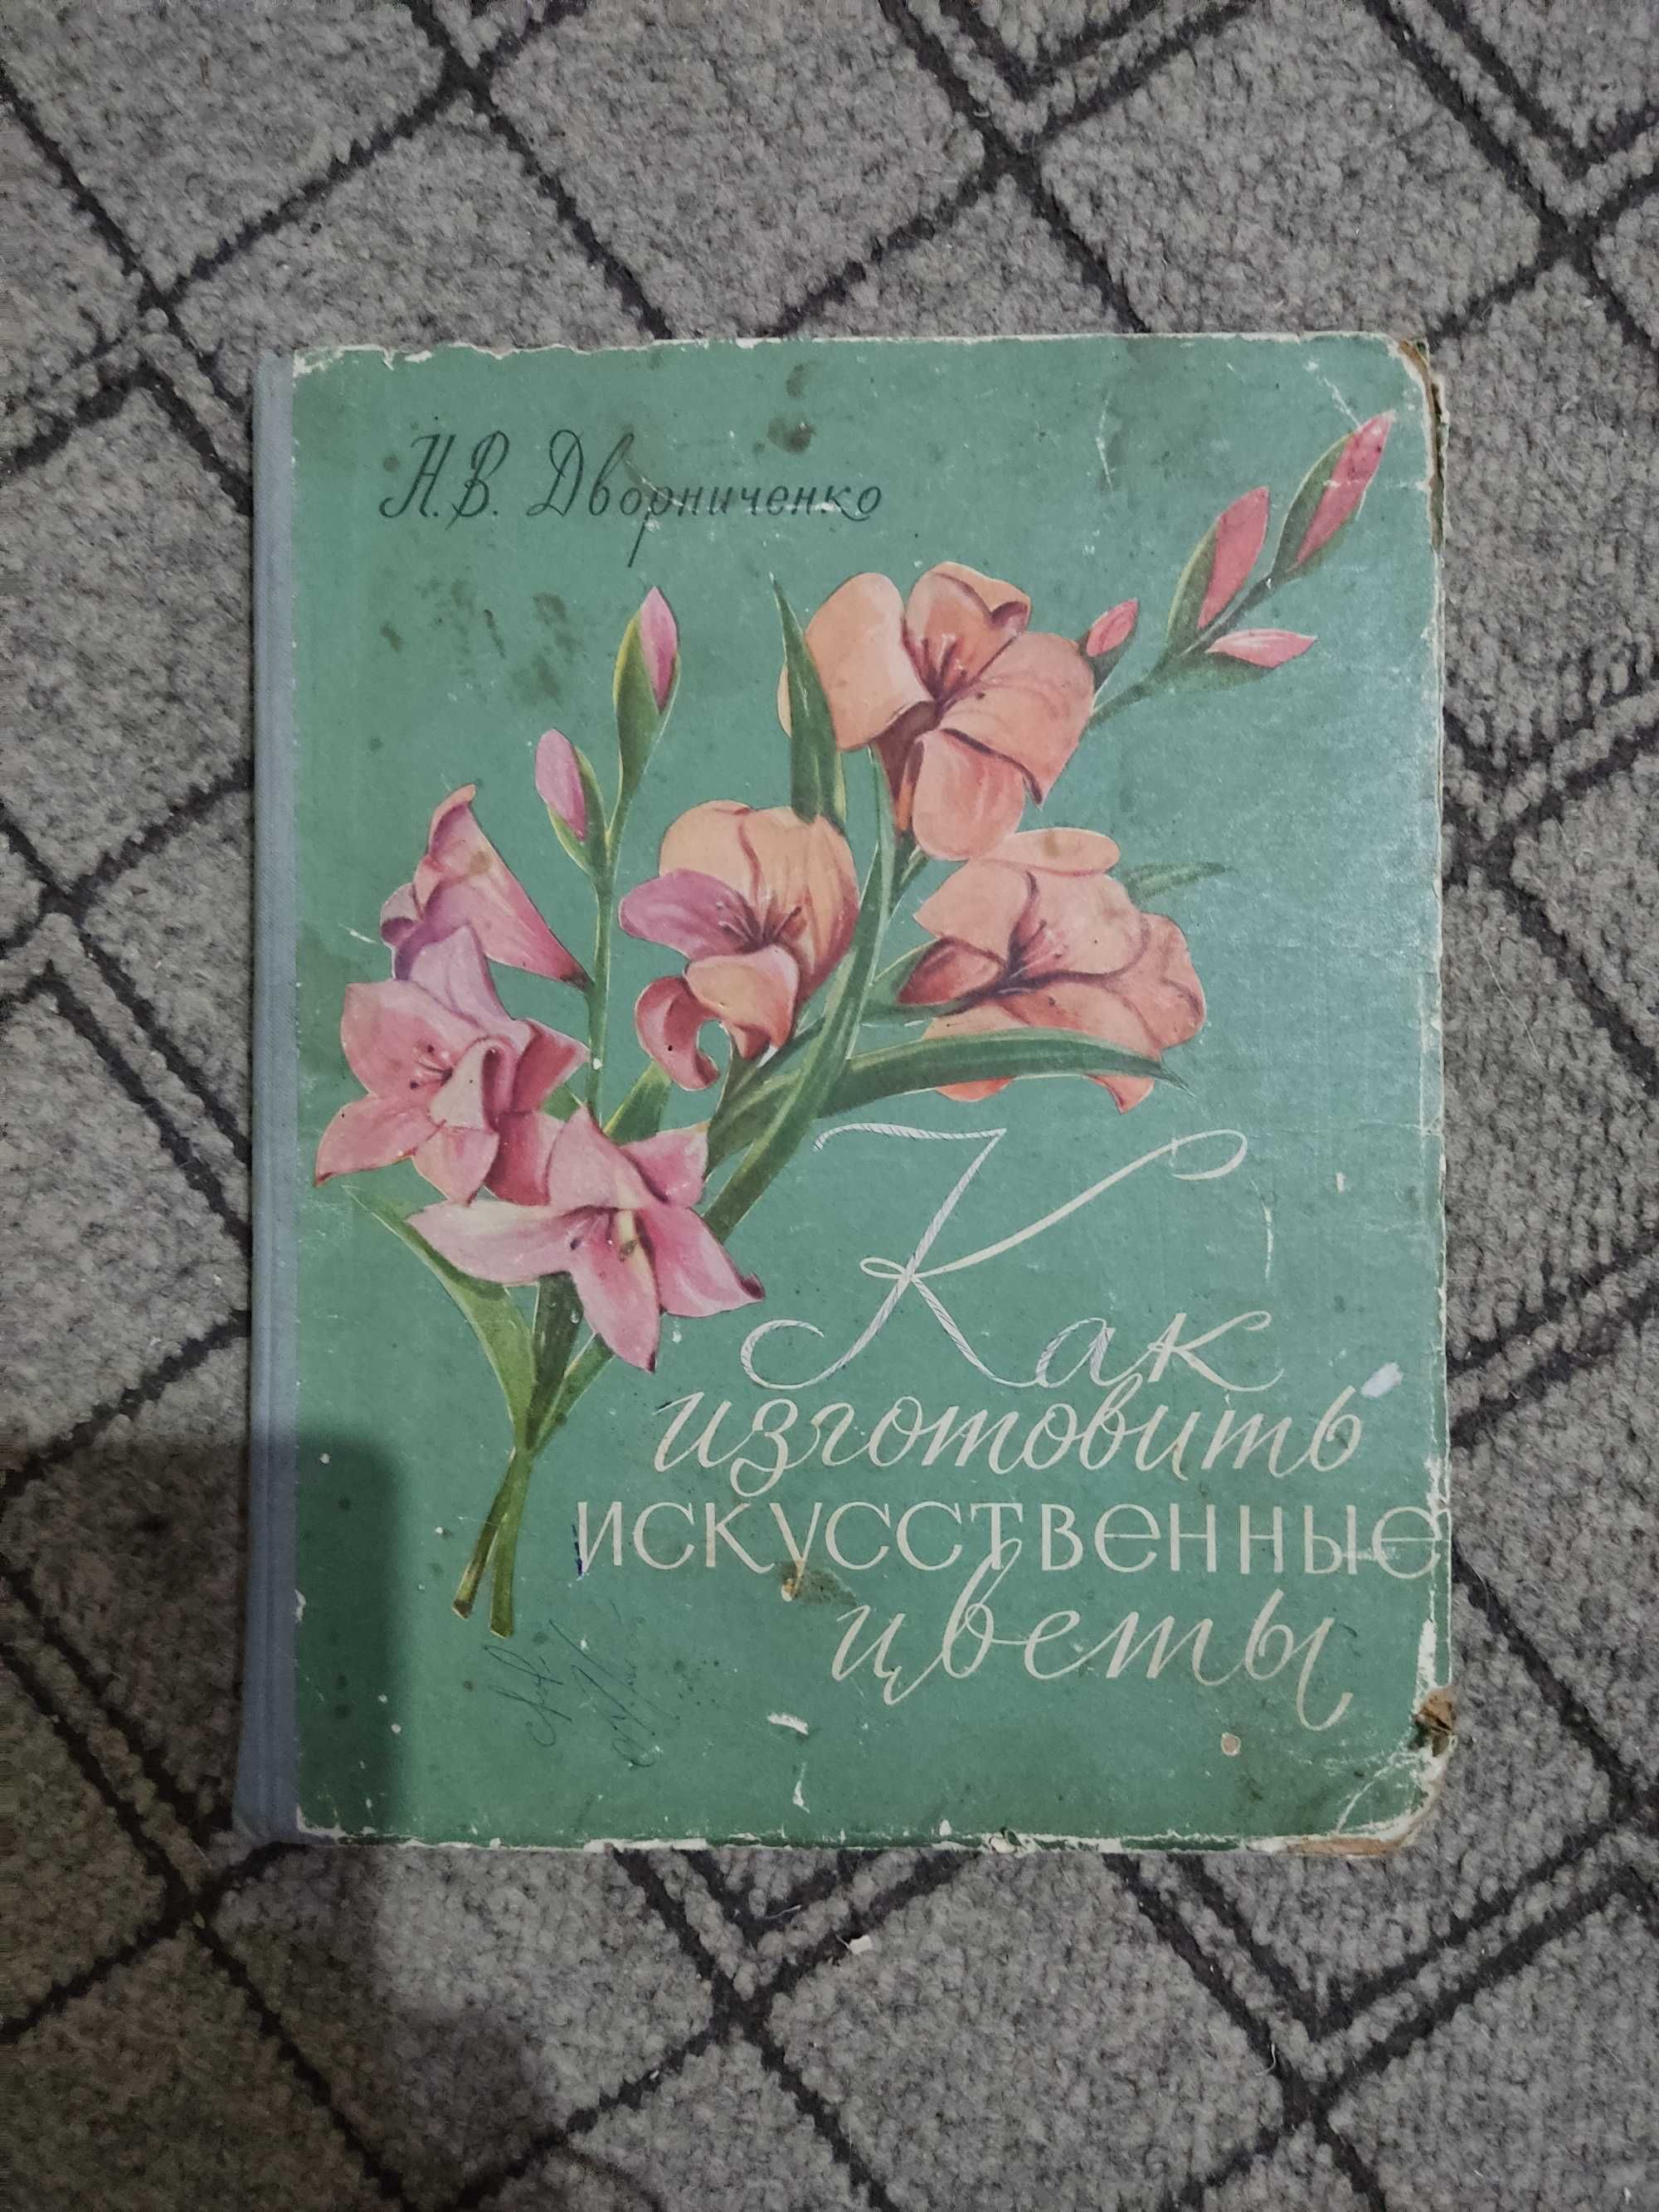 Н.В. Дворниченко
Как
изготовить
искусственные
цветы